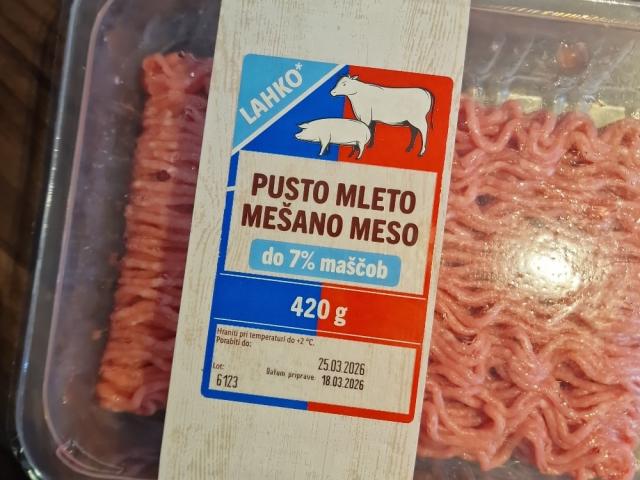 LAHKO*
PUSTO MLETO
MEŠANO MESO
do 7% maščob
420 g
Hraniti pri temperaturi do +2 °C.
Porabiti do:
25.03.2026
Lot:
Datum priprave: 18.03.2026
6123